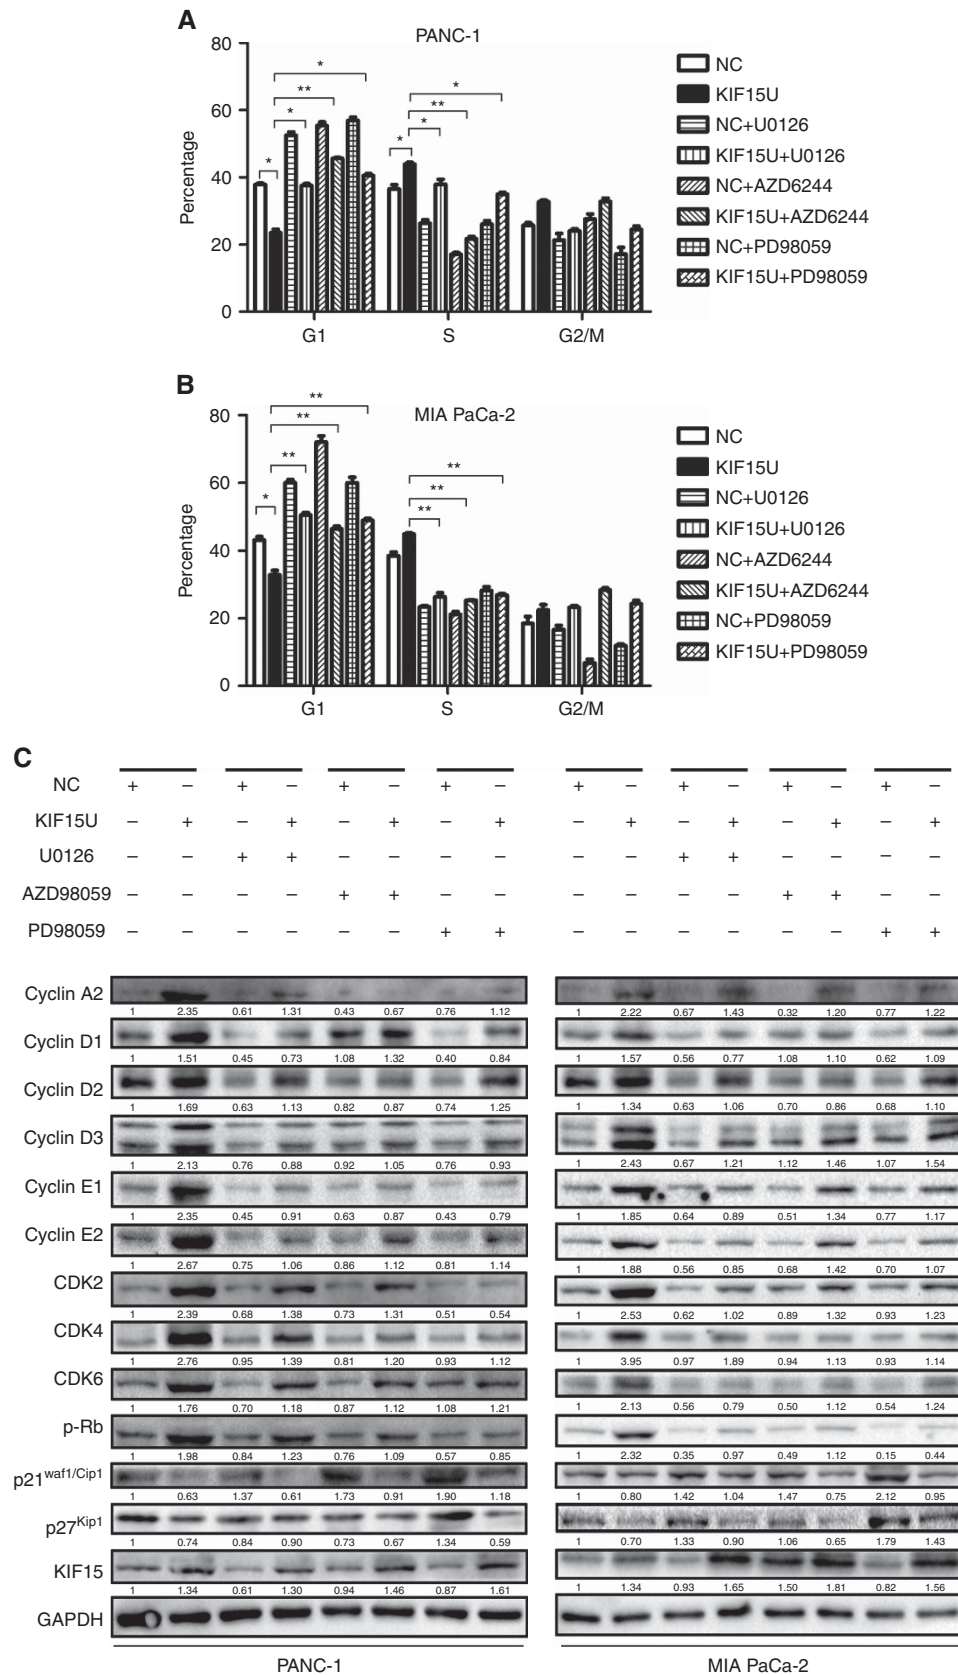 A
PANC-1
Percentage
80
60
40
20
0
* * ** *
* * ** *
G1 S G2/M
NC
KIF15U
NC+U0126
KIF15U+U0126
NC+AZD6244
KIF15U+AZD6244
NC+PD98059
KIF15U+PD98059
B
MIA PaCa-2
Percentage
80
60
40
20
0
* ** ** **
** ** **
G1 S G2/M
NC
KIF15U
NC+U0126
KIF15U+U0126
NC+AZD6244
KIF15U+AZD6244
NC+PD98059
KIF15U+PD98059
C
NC + – + – + – + – + – + – + – + –
KIF15U – + – + – + – + – + – + – + – +
U0126 – – + + – – – – – – + + – – – –
AZD98059 – – – – + + – – – – – – + + – –
PD98059 – – – – – – + + – – – – – – + +
Cyclin A2
1 2.35 0.61 1.31 0.43 0.67 0.76 1.12 1 2.22 0.67 1.43 0.32 1.20 0.77 1.22
Cyclin D1
1 1.51 0.45 0.73 1.08 1.32 0.40 0.84 1 1.57 0.56 0.77 1.08 1.10 0.62 1.09
Cyclin D2
1 1.69 0.63 1.13 0.82 0.87 0.74 1.25 1 1.34 0.63 1.06 0.70 0.86 0.68 1.10
Cyclin D3
1 2.13 0.76 0.88 0.92 1.05 0.76 0.93 1 2.43 0.67 1.21 1.12 1.46 1.07 1.54
Cyclin E1
1 2.35 0.45 0.91 0.63 0.87 0.43 0.79 1 1.85 0.64 0.89 0.51 1.34 0.77 1.17
Cyclin E2
1 2.67 0.75 1.06 0.86 1.12 0.81 1.14 1 1.88 0.56 0.85 0.68 1.42 0.70 1.07
CDK2
1 2.39 0.68 1.38 0.73 1.31 0.51 0.54 1 2.53 0.62 1.02 0.89 1.32 0.93 1.23
CDK4
1 2.76 0.95 1.39 0.81 1.20 0.93 1.12 1 3.95 0.97 1.89 0.94 1.13 0.93 1.14
CDK6
1 1.76 0.70 1.18 0.87 1.12 1.08 1.21 1 2.13 0.56 0.79 0.50 1.12 0.54 1.24
p-Rb
1 1.98 0.84 1.23 0.76 1.09 0.57 0.85 1 2.32 0.35 0.97 0.49 1.12 0.15 0.44
p21waf1/Cip1
1 0.63 1.37 0.61 1.73 0.91 1.90 1.18 1 0.80 1.42 1.04 1.47 0.75 2.12 0.95
p27Kip1
1 0.74 0.84 0.90 0.73 0.67 1.34 0.59 1 0.70 1.33 0.90 1.06 0.65 1.79 1.43
KIF15
1 1.34 0.61 1.30 0.94 1.46 0.87 1.61 1 1.34 0.93 1.65 1.50 1.81 0.82 1.56
GAPDH
PANC-1 MIA PaCa-2